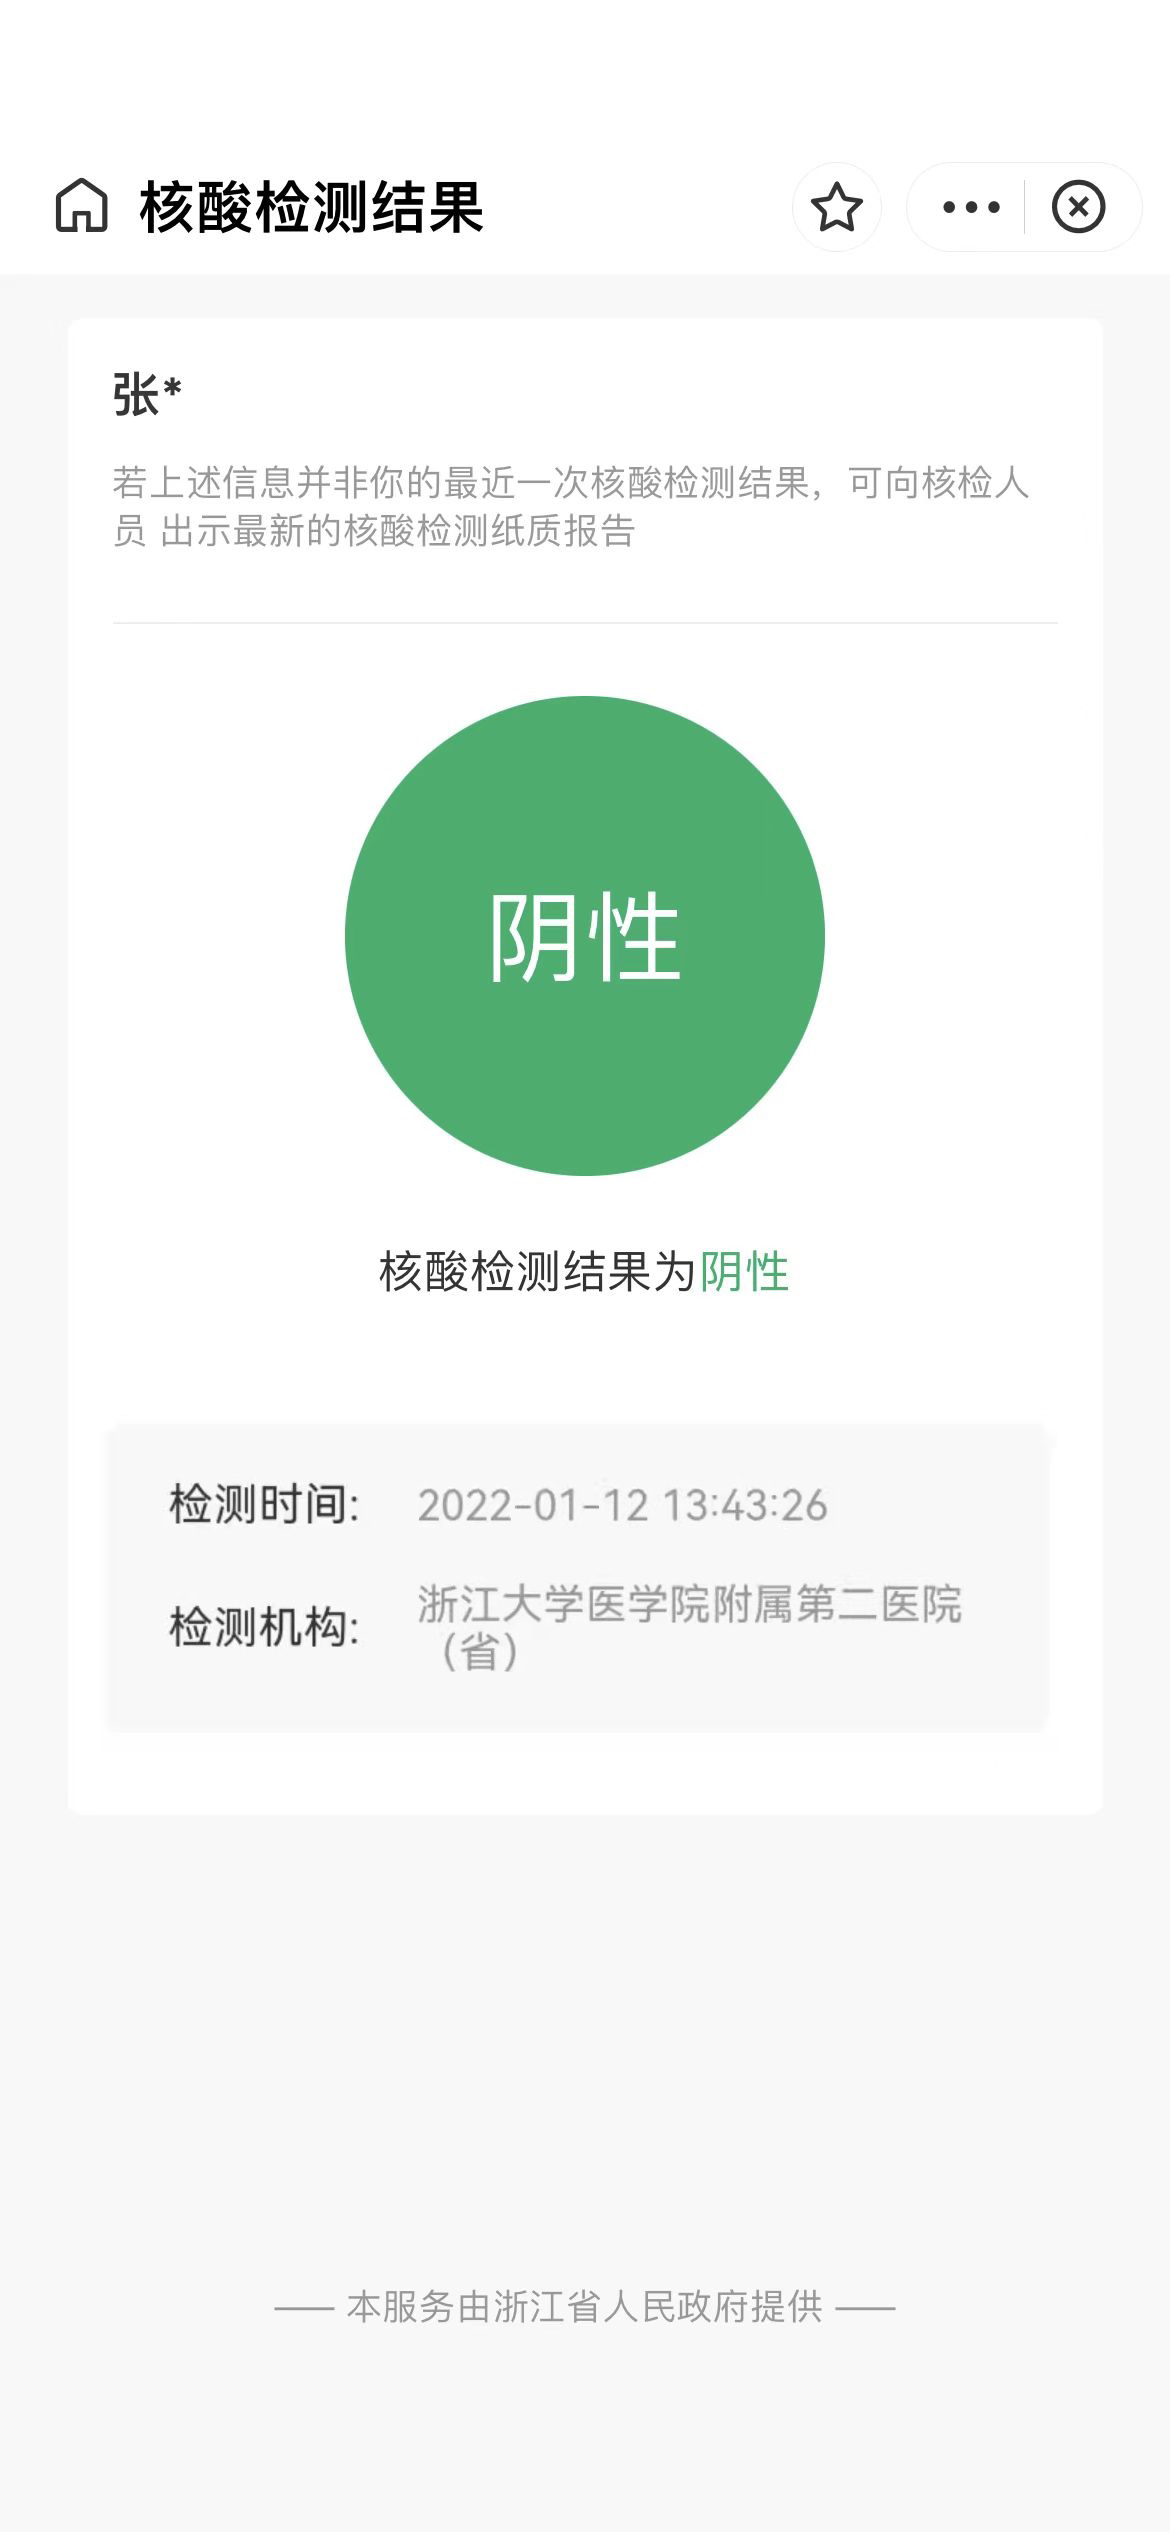 核酸检测结果
张*
若上述信息并非你的最近一次核酸检测结果，可向核检人
员 出示最新的核酸检测纸质报告
阴性
核酸检测结果为阴性
检测时间: 2022-01-12 13:43:26
检测机构: 浙江大学医学院附属第二医院
（省）
—— 本服务由浙江省人民政府提供 ——